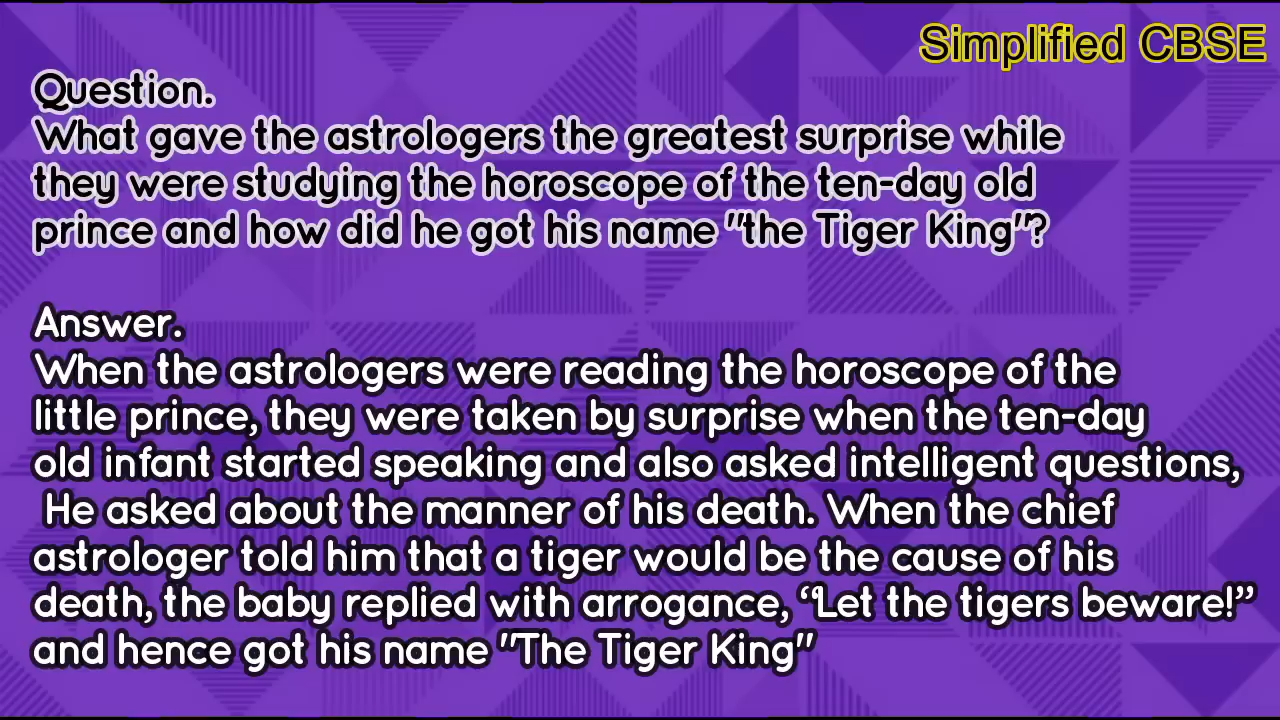 Simplified CBSE
Question.
What gave the astrologers the greatest surprise while
they were studying the horoscope of the ten-day old
prince and how did he got his name "the Tiger King"?
Answer.
When the astrologers were reading the horoscope of the
little prince, they were taken by surprise when the ten-day
old infant started speaking and also asked intelligent questions,
He asked about the manner of his death. When the chief
astrologer told him that a tiger would be the cause of his
death, the baby replied with arrogance, “Let the tigers beware!”
and hence got his name "The Tiger King"